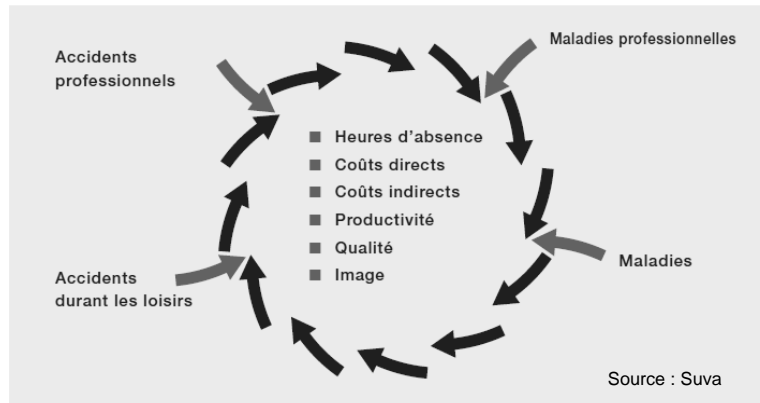 Accidents
professionnels
Maladies professionnelles
Heures d'absence
Coûts directs
Coûts indirects
Productivité
Qualité
Image
Accidents
durant les loisirs
Maladies
Source : Suva